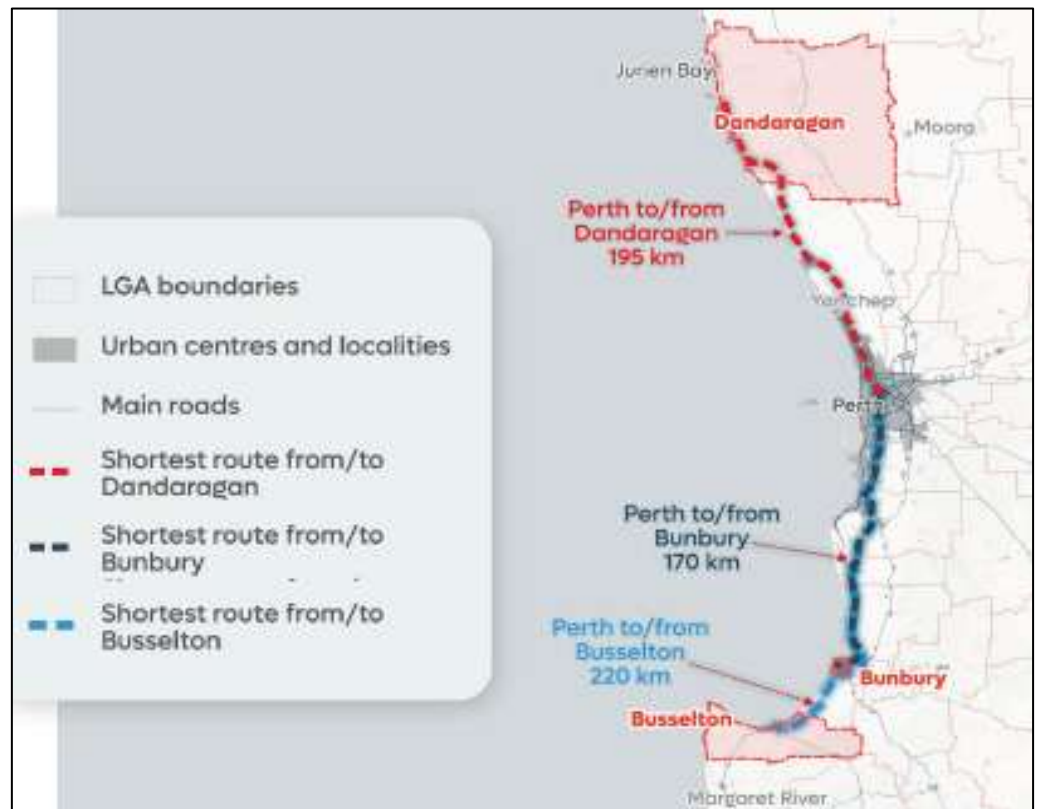 Jurien Bay
Dandaragan
Moora
Perth to/from
Dandaragan
195 km
Yanchep
Perth
Perth to/from
Bunbury
170 km
Perth to/from
Busselton
220 km
Bunbury
Busselton
Margaret River
LGA boundaries
Urban centres and localities
Main roads
Shortest route from/to
Dandaragan
Shortest route from/to
Bunbury
Shortest route from/to
Busselton